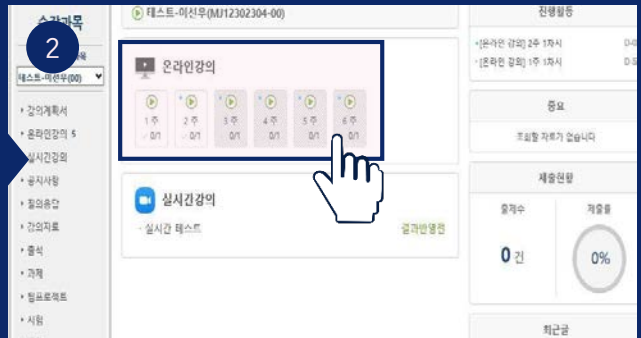 수강과목
2
테스트-미선우(00)
강의계획서
온라인강의 5
실시간강의
공지사항
질의응답
강의자료
출석
과제
팀프로젝트
시험
테스트-미선우(MJ12302304-00)
온라인강의
1 주
2 주
3 주
4 주
5 주
6 주
0/1
0/1
0/1
0/1
0/1
0/1
실시간강의
실시간 테스트
결과반영전
진행활동
[온라인 강의] 2주 1차시
[온라인 강의] 1주 1차시
중요
조회할 자료가 없습니다
제출현황
출제수
제출률
0 건
0%
최근글